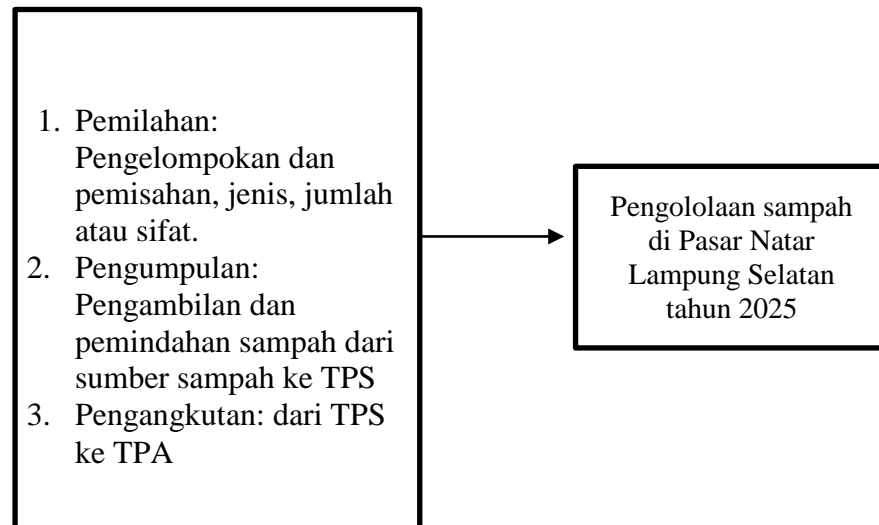 1. Pemilahan:
Pengelompokan dan
pemisahan, jenis, jumlah
atau sifat.
2. Pengumpulan:
Pengambilan dan
pemindahan sampah dari
sumber sampah ke TPS
3. Pengangkutan: dari TPS
ke TPA
Pengololaan sampah
di Pasar Natar
Lampung Selatan
tahun 2025